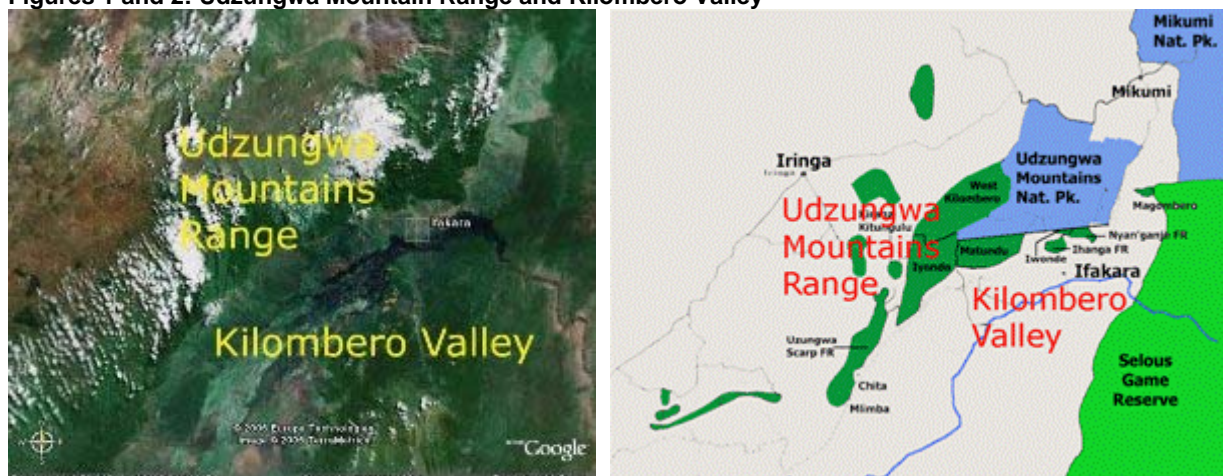 Figures 1 and 2: Udzungwa Mountain Range and Kilombero Valley
Udzungwa
Mountains
Range
Ifakara
Kilombero Valley
© 2006 Europa Technologies
Image © 2006 TerraMetrics
Google
Mikumi
Nat. Pk.
Mikumi
Iringa
Iringa
Udzungwa
Mountains
Nat. Pk.
West
Kilombero
Magombero
Udzungwa
Mountains
Range
Kitungulu
Nyan'ganje FR
Ihanga FR
Iwonde
Matundu
Iyondo
Ifakara
Kilombero
Valley
Uzungwa
Scarp FR
Chita
Mlimba
Selous
Game
Reserve